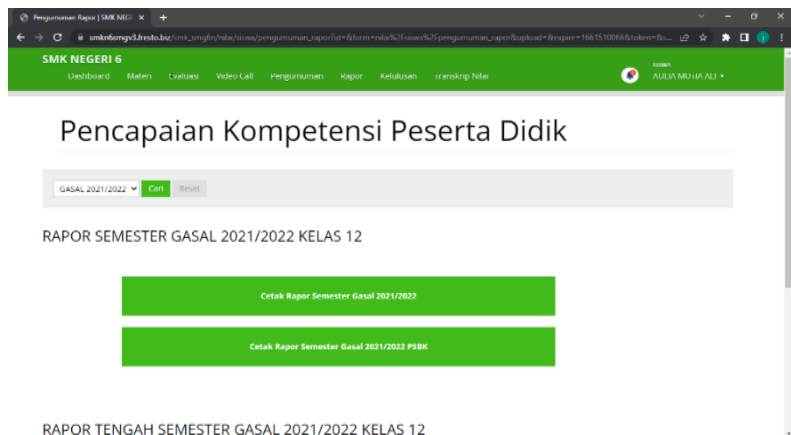 Pengumuman Rapor | SMK NEGI
SMK NEGERI 6
Dashboard Materi Evaluasi Video Call Pengumuman Rapor Kelulusan Transkrip Nilai
SISWA
AULIA MUTIA ALI
Pencapaian Kompetensi Peserta Didik
GASAL 2021/2022 Cari Reset
RAPOR SEMESTER GASAL 2021/2022 KELAS 12
Cetak Rapor Semester Gasal 2021/2022
Cetak Rapor Semester Gasal 2021/2022 PSBK
RAPOR TENGAH SEMESTER GASAL 2021/2022 KELAS 12